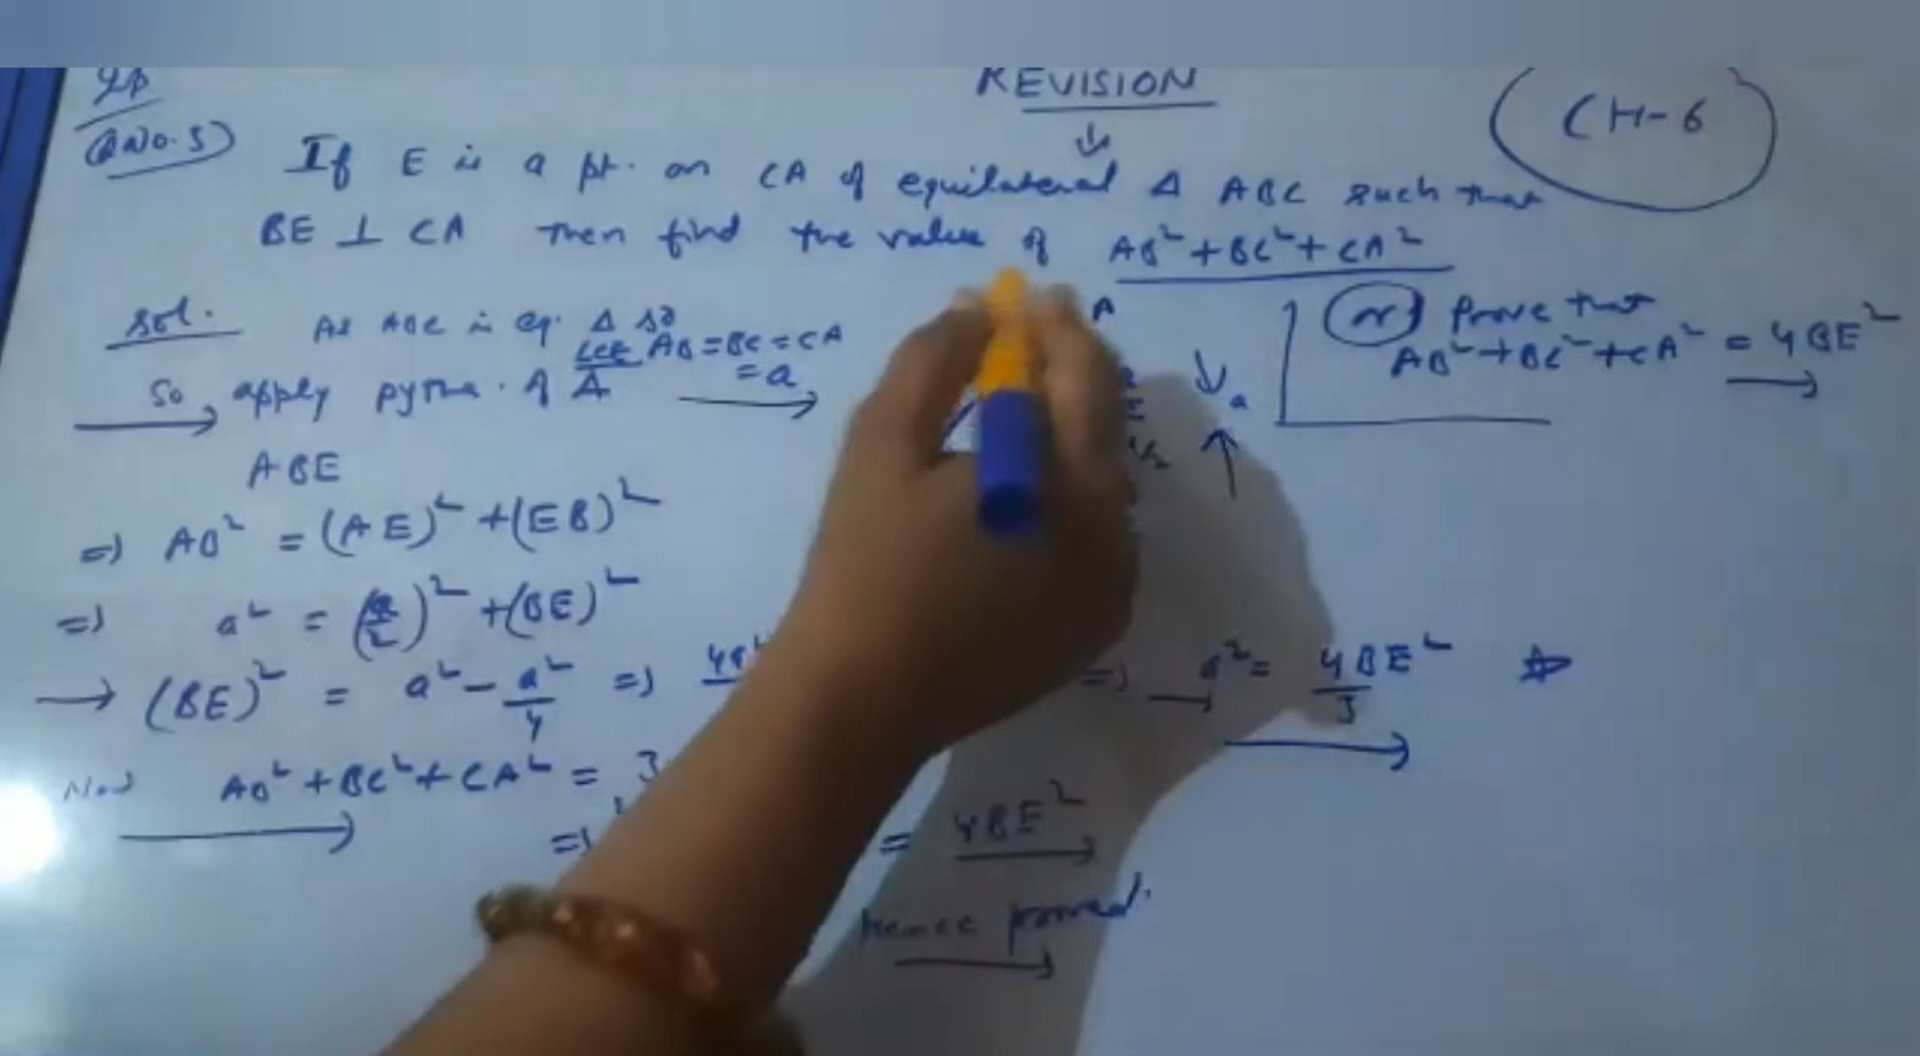 REVISION
CH-6
QNo.5) If E is a pt. on CA of equilateral Δ ABC such that
BE ⊥ CA then find the value of AB²+BC²+CA²
Sol. As ABC is eq. Δ so
let AB=BC=CA
=a
So, apply pytha. of Δ
ABE
A
a
(or) Prove that
AB²+BC²+CA² = 4BE²
=) AB² = (AE)²+(EB)²
=) a² = (a/2)²+(BE)²
→ (BE)² = a²-a²/4 =) 4a²
=) → a² = 4BE²/3
Now AB²+BC²+CA² = 3
=) = 4BE²
Hence proved.